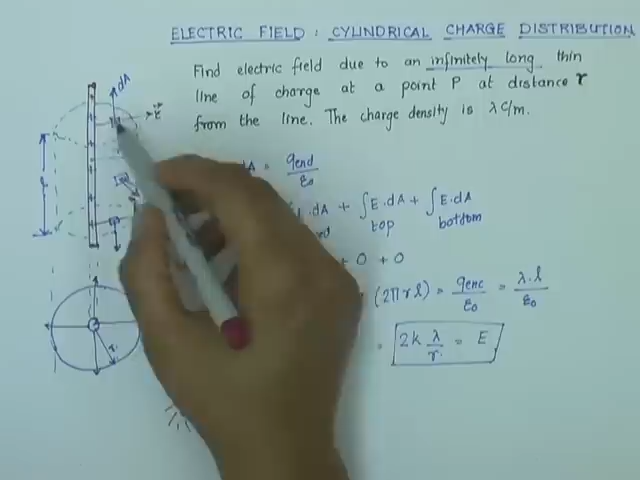 ELECTRIC FIELD : CYLINDRICAL CHARGE DISTRIBUTION
Find electric field due to an infinitely long thin
line of charge at a point P at distance r
from the line. The charge density is λ C/m.
dA = qend/ε₀
.dA + ∫E.dA + ∫E.dA
top bottom
+ 0 + 0
(2πrl) = qenc/ε₀ = λ.l/ε₀
= 2k λ/r = E
dA
E
l
r